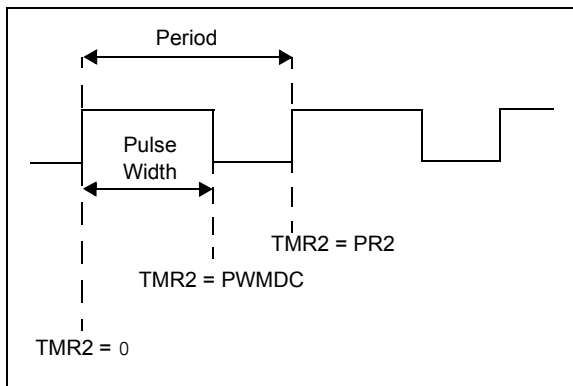 Period
Pulse
Width
TMR2 = PR2
TMR2 = PWMDC
TMR2 = 0